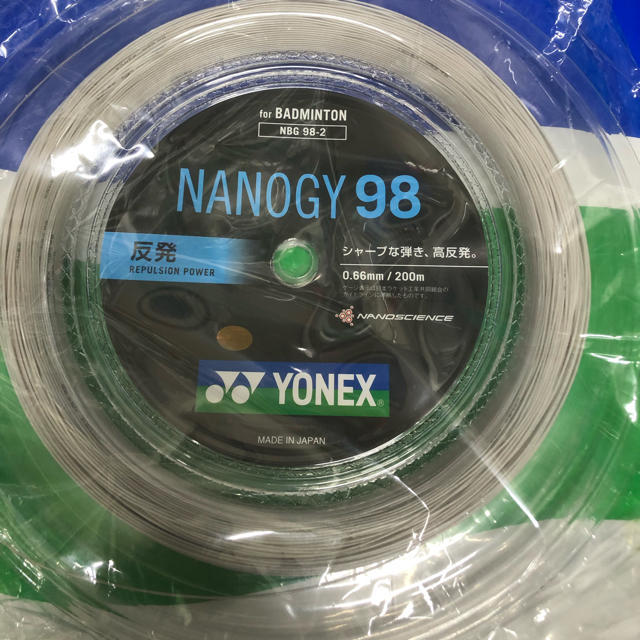 for BADMINTON
NBG 98-2
NANOGY 98
反発
REPULSION POWER
シャープな弾き、高反発。
0.66mm / 200m
NANOSCIENCE
YONEX®
MADE IN JAPAN